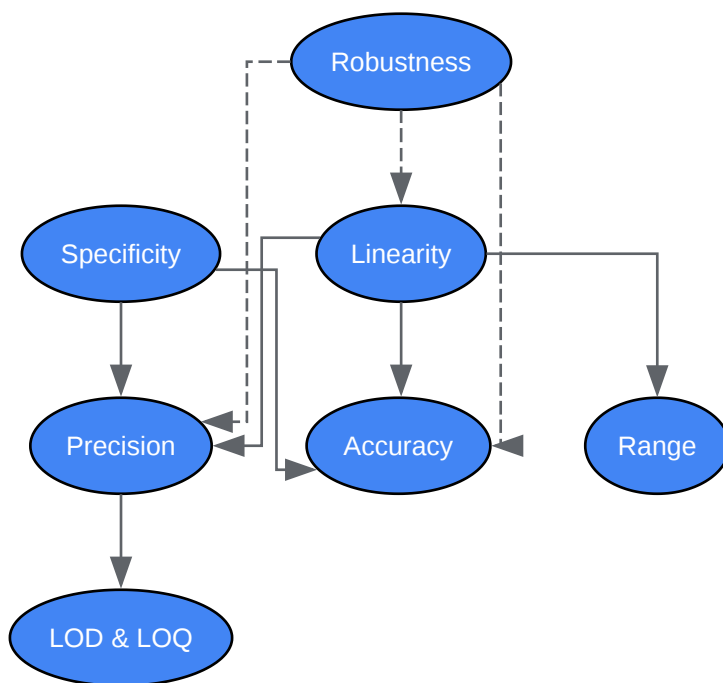 Robustness
Specificity
Linearity
Precision
Accuracy
Range
LOD & LOQ